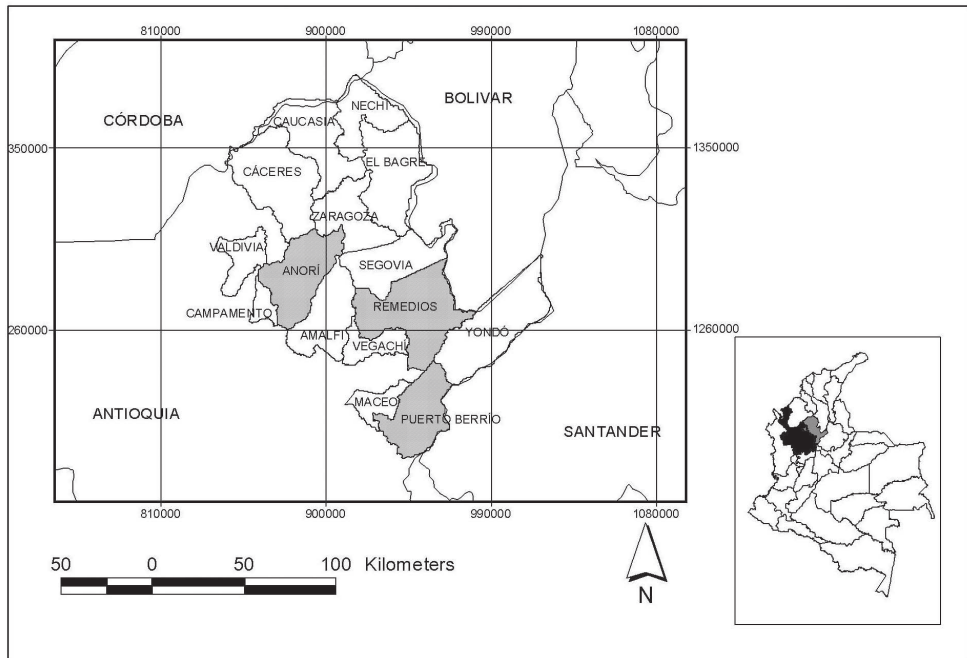 810000 900000 990000 1080000
BOLIVAR
NECHÍ
CÓRDOBA
CAUCASIA
350000
1350000
EL BAGRE
CÁCERES
ZARAGOZA
VALDIVIA
SEGOVIA
ANORÍ
REMEDIOS
CAMPAMENTO
260000
1260000
AMALFI
YONDÓ
VEGACHÍ
MACEO
ANTIOQUIA
PUERTO BERRÍO
SANTANDER
810000 900000 990000 1080000
50 0 50 100 Kilometers
N